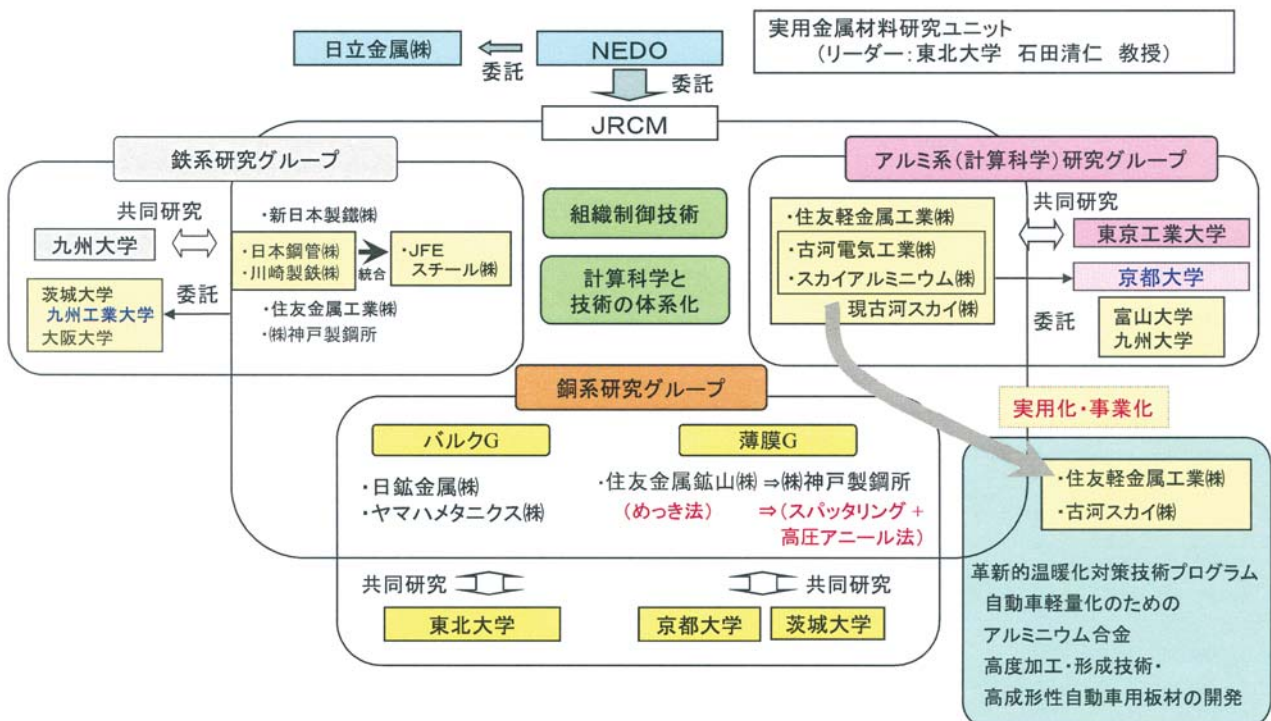 日立金属㈱
委託
NEDO
委託
実用金属材料研究ユニット
(リーダー:東北大学 石田清仁 教授)
JRCM
鉄系研究グループ
共同研究
九州大学
・新日本製鐵㈱
・日本鋼管㈱
・川崎製鉄㈱
統合
・JFE
スチール㈱
・住友金属工業㈱
・㈱神戸製鋼所
委託
茨城大学
九州工業大学
大阪大学
組織制御技術
計算科学と
技術の体系化
アルミ系(計算科学)研究グループ
・住友軽金属工業㈱
・古河電気工業㈱
・スカイアルミニウム㈱
現古河スカイ㈱
共同研究
東京工業大学
京都大学
委託
富山大学
九州大学
銅系研究グループ
バルクG
・日鉱金属㈱
・ヤマハメタニクス㈱
薄膜G
・住友金属鉱山㈱⇒㈱神戸製鋼所
(めっき法) ⇒(スパッタリング+
高圧アニール法)
共同研究
東北大学
共同研究
京都大学
茨城大学
実用化・事業化
・住友軽金属工業㈱
・古河スカイ㈱
革新的温暖化対策技術プログラム
自動車軽量化のための
アルミニウム合金
高度加工・形成技術・
高成形性自動車用板材の開発